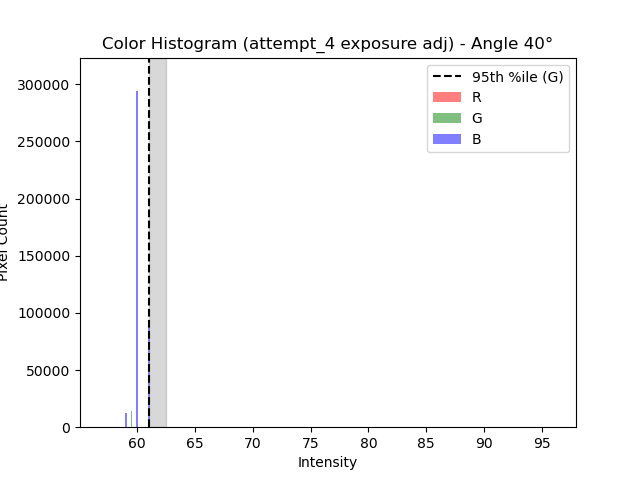 Color Histogram (attempt_4 exposure adj) - Angle 40°
95th %ile (G)
R
G
B
300000
250000
200000
150000
100000
50000
0
Pixel Count
60
65
70
75
80
85
90
95
Intensity